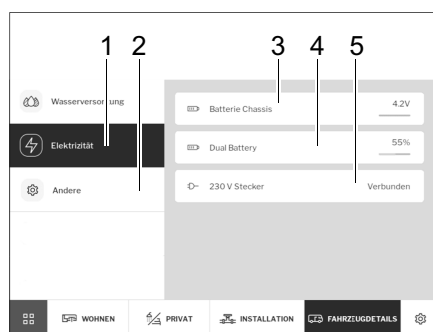 1 2 3 4 5
Wasserversorgung
Batterie Chassis 4.2V
Elektrizität
Dual Battery 55%
Andere
230 V Stecker Verbunden
WOHNEN PRIVAT INSTALLATION FAHRZEUGDETAILS